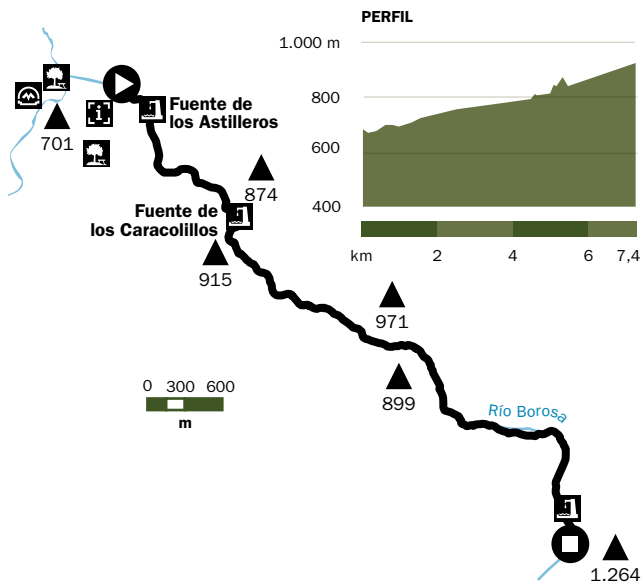 PERFIL
1.000 m
800
600
400
km
2
4
6
7,4
Fuente de
los Astilleros
701
874
Fuente de
los Caracolillos
915
971
899
0 300 600
m
Río Borosa
1.264